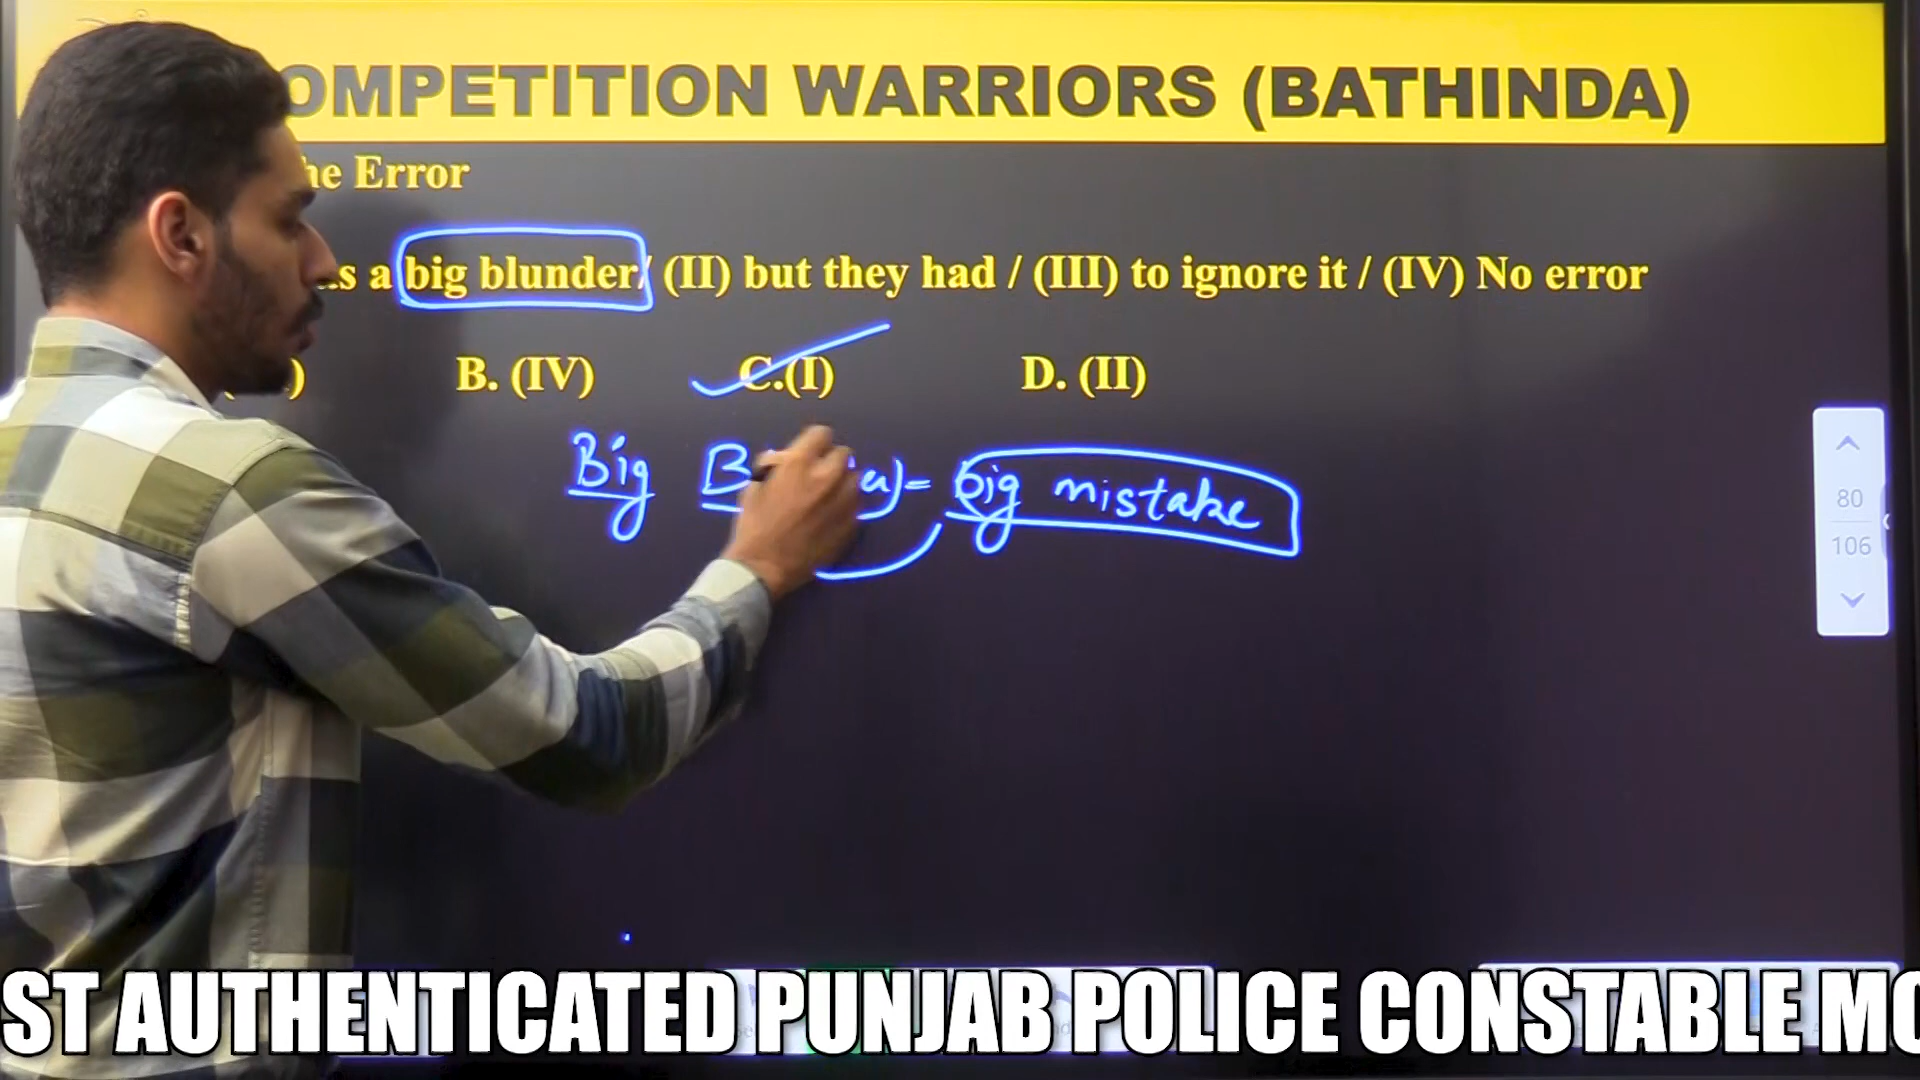 OMPETITION WARRIORS (BATHINDA)
he Error
s a big blunder/ (II) but they had / (III) to ignore it / (IV) No error
) B. (IV) C.(I) D. (II)
Big = big mistake
80
106
ST AUTHENTICATED PUNJAB POLICE CONSTABLE MO